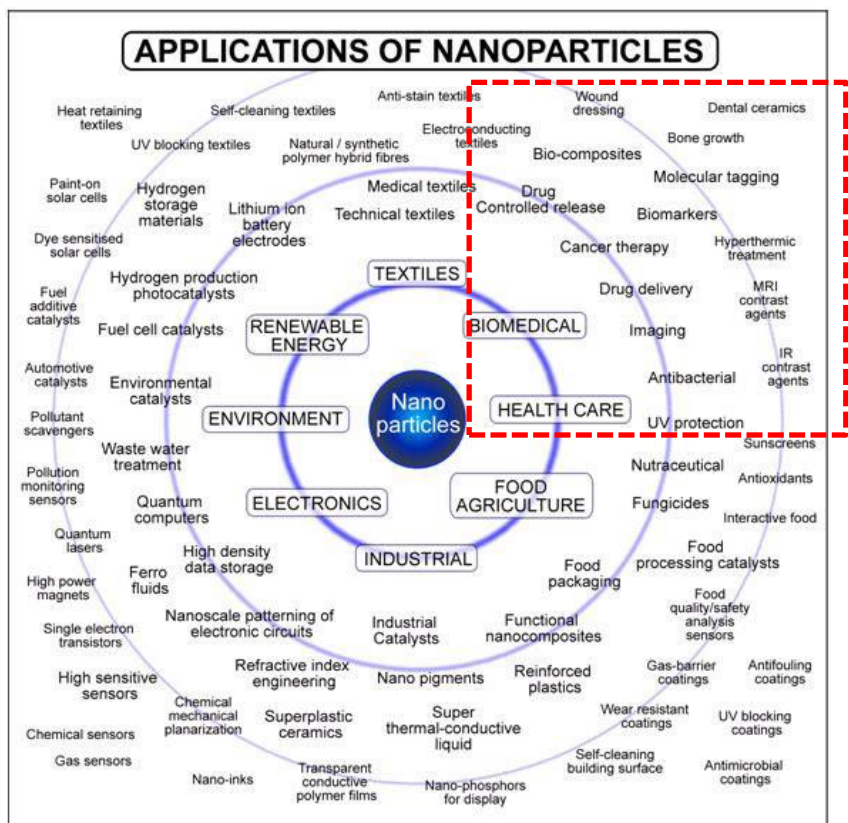 APPLICATIONS OF NANOPARTICLES
Anti-stain textiles
Wound
dressing
Heat retaining
textiles
Self-cleaning textiles
Dental ceramics
UV blocking textiles
Natural / synthetic
polymer hybrid fibres
Electroconducting
textiles
Bio-composites
Bone growth
Paint-on
solar cells
Hydrogen
storage
materials
Lithium ion
battery
electrodes
Medical textiles
Technical textiles
Drug
Controlled release
Molecular tagging
Biomarkers
Dye sensitised
solar cells
Cancer therapy
Hyperthermic
treatment
Hydrogen production
photocatalysts
TEXTILES
Drug delivery
MRI
contrast
agents
Fuel
additive
catalysts
Fuel cell catalysts
RENEWABLE
ENERGY
BIOMEDICAL
Imaging
IR
contrast
agents
Automotive
catalysts
Environmental
catalysts
Antibacterial
Pollutant
scavengers
ENVIRONMENT
Nano
particles
HEALTH CARE
UV protection
Sunscreens
Waste water
treatment
Nutraceutical
Antioxidants
Pollution
monitoring
sensors
Quantum
computers
ELECTRONICS
FOOD
AGRICULTURE
Fungicides
Interactive food
Quantum
lasers
High density
data storage
INDUSTRIAL
Food
packaging
Food
processing catalysts
High power
magnets
Ferro
fluids
Nanoscale patterning of
electronic circuits
Industrial
Catalysts
Functional
nanocomposites
Food
quality/safety
analysis
sensors
Single electron
transistors
High sensitive
sensors
Refractive index
engineering
Nano pigments
Reinforced
plastics
Gas-barrier
coatings
Antifouling
coatings
Chemical sensors
Chemical
mechanical
planarization
Superplastic
ceramics
Super
thermal-conductive
liquid
Wear resistant
coatings
UV blocking
coatings
Gas sensors
Nano-inks
Transparent
conductive
polymer films
Nano-phosphors
for display
Self-cleaning
building surface
Antimicrobial
coatings